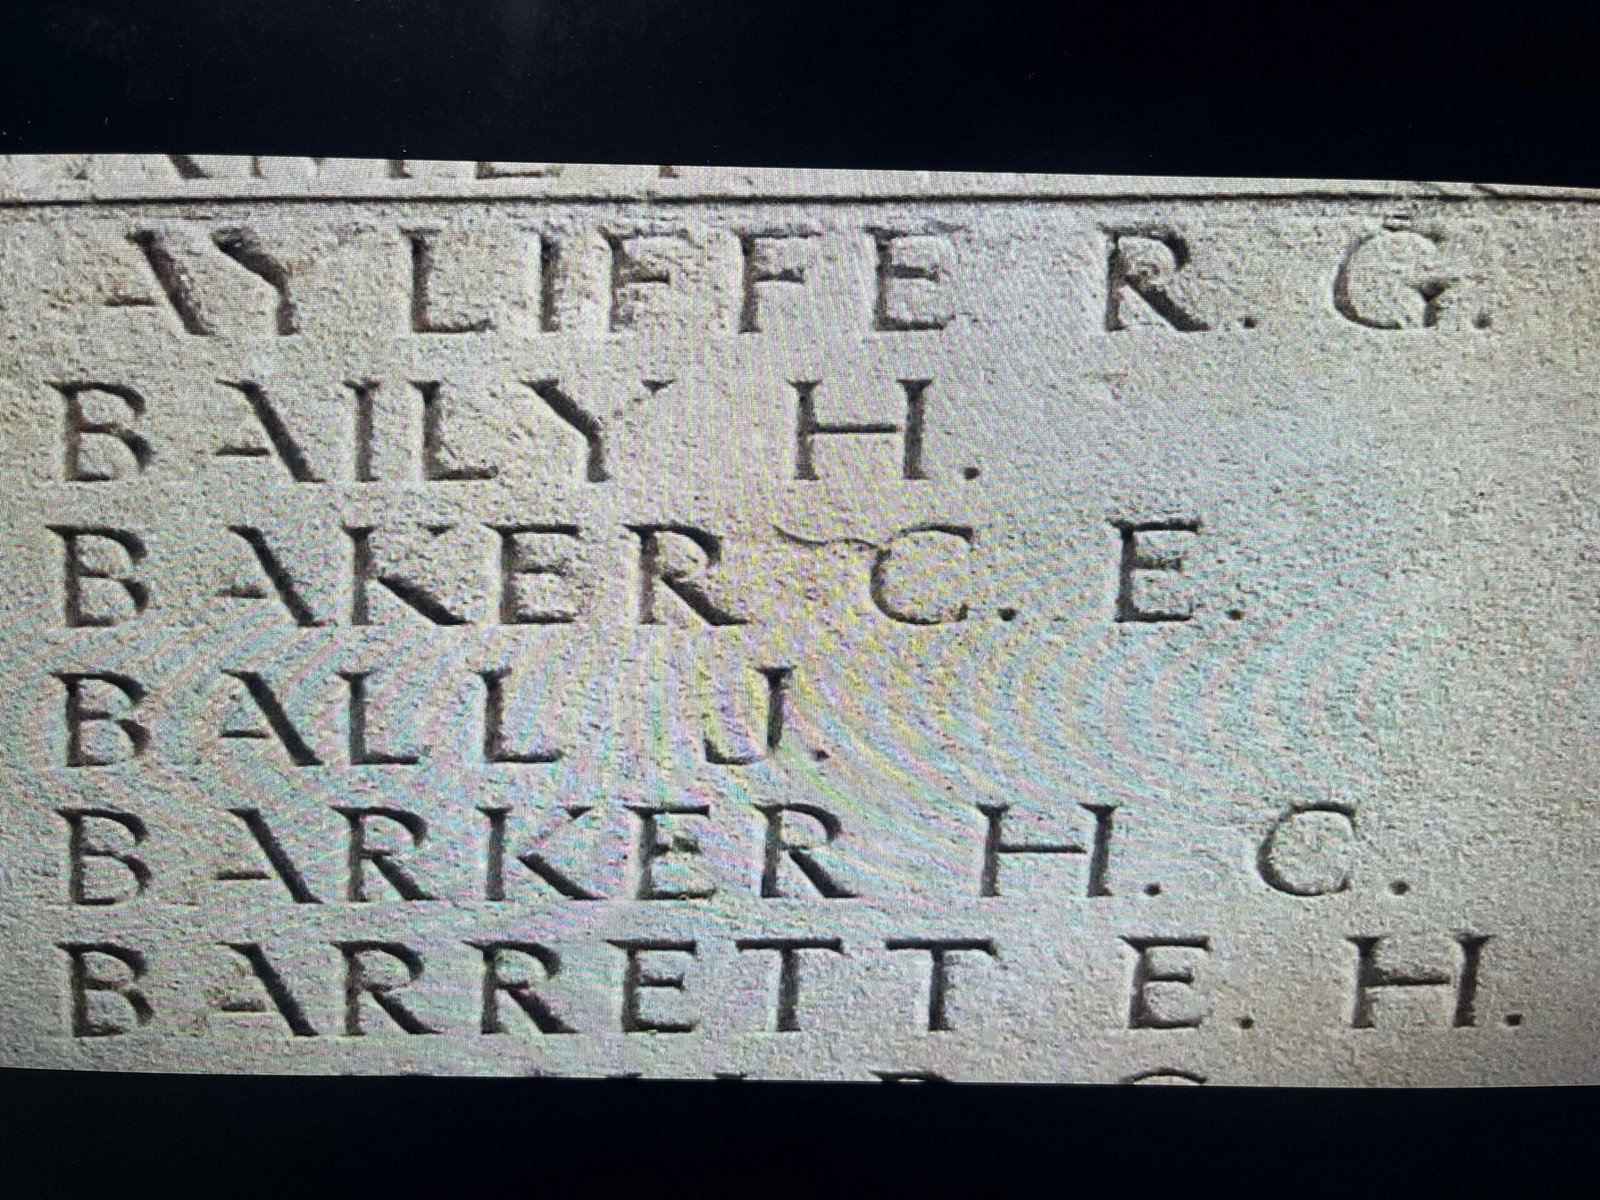 AYLIFFE R. G.
BAILY H.
BAKER C. E.
BALL J.
BARKER H. C.
BARRETT E. H.